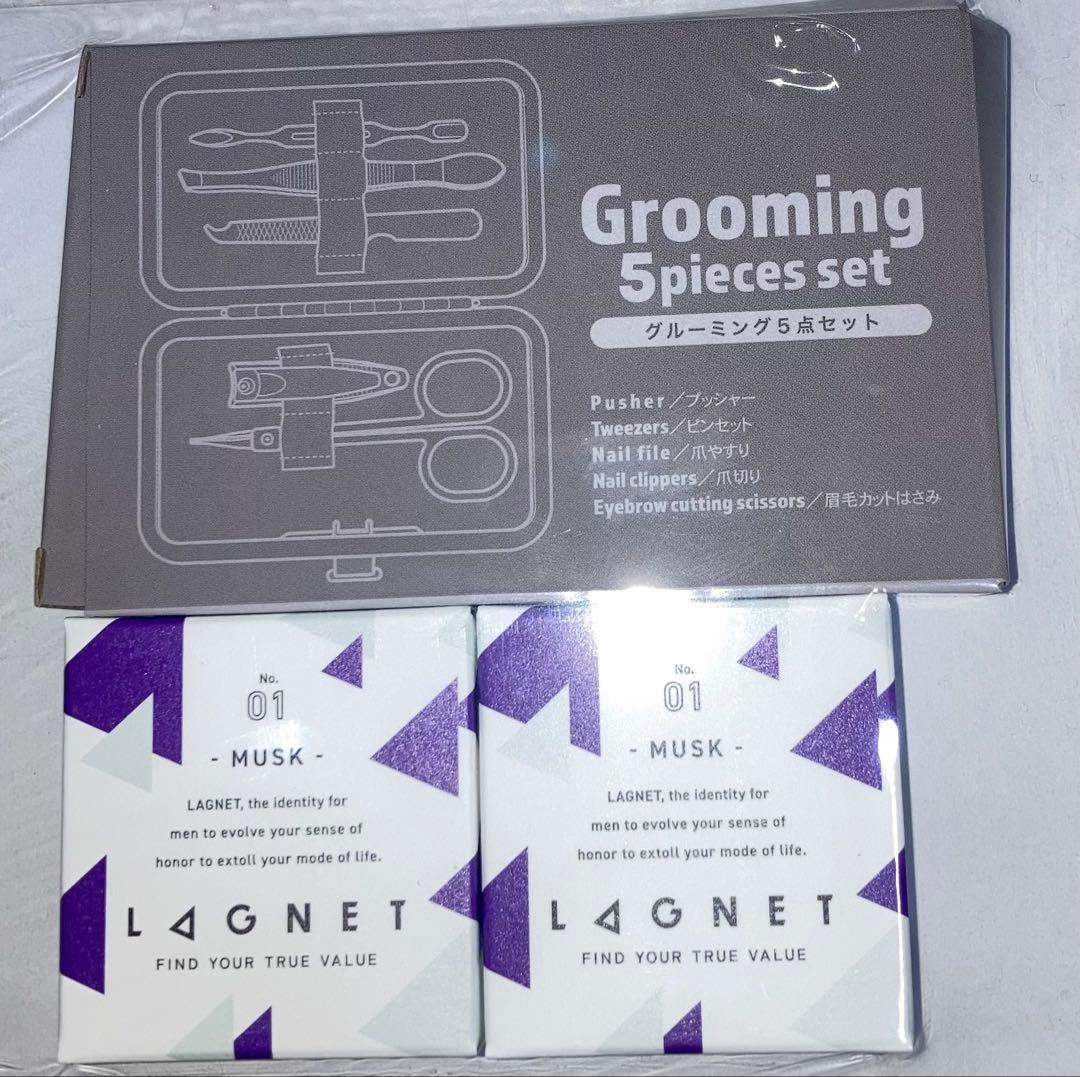 Grooming
5pieces set
グルーミング5点セット
Pusher／プッシャー
Tweezers／ピンセット
Nail file／爪やすり
Nail clippers／爪切り
Eyebrow cutting scissors／眉毛カットはさみ
No.
01
- MUSK -
LAGNET, the identity for
men to evolve your sense of
honor to extoll your mode of life.
LAGNET
FIND YOUR TRUE VALUE
No.
01
- MUSK -
LAGNET, the identity for
men to evolve your sense of
honor to extoll your mode of life.
LAGNET
FIND YOUR TRUE VALUE